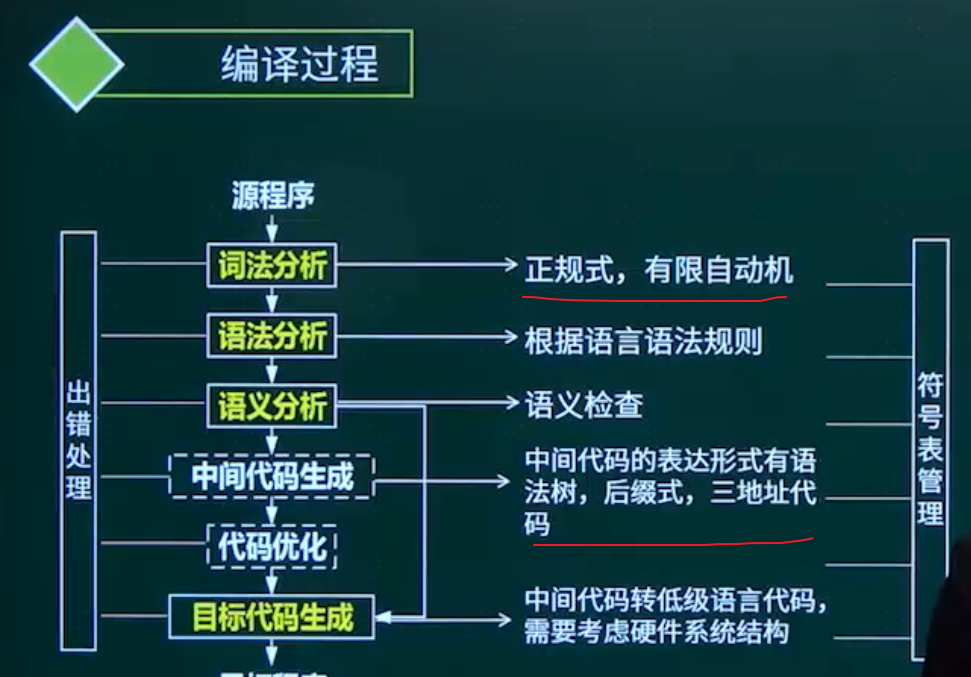 编译过程
源程序
词法分析
正规式，有限自动机
语法分析
根据语言语法规则
语义分析
语义检查
中间代码生成
中间代码的表达形式有语
法树，后缀式，三地址代
码
代码优化
目标代码生成
中间代码转低级语言代码，
需要考虑硬件系统结构
出错处理
符号表管理